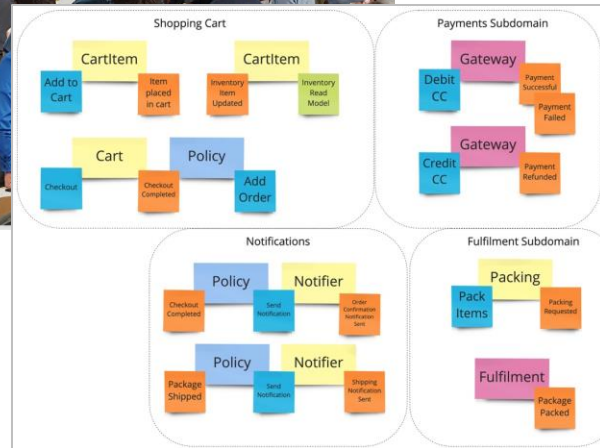 Shopping Cart
CartItem
Add to
Cart
Item
placed
in cart
CartItem
Inventory
Item
Updated
Inventory
Read
Model
Cart
Checkout
Checkout
Completed
Policy
Add
Order
Payments Subdomain
Gateway
Debit
CC
Payment
Successful
Payment
Failed
Gateway
Credit
CC
Payment
Refunded
Notifications
Policy
Checkout
Completed
Send
Notification
Notifier
Order
Confirmation
Notification
Sent
Policy
Package
Shipped
Send
Notification
Notifier
Shipping
Notification
Sent
Fulfilment Subdomain
Packing
Pack
Items
Packing
Requested
Fulfilment
Package
Packed